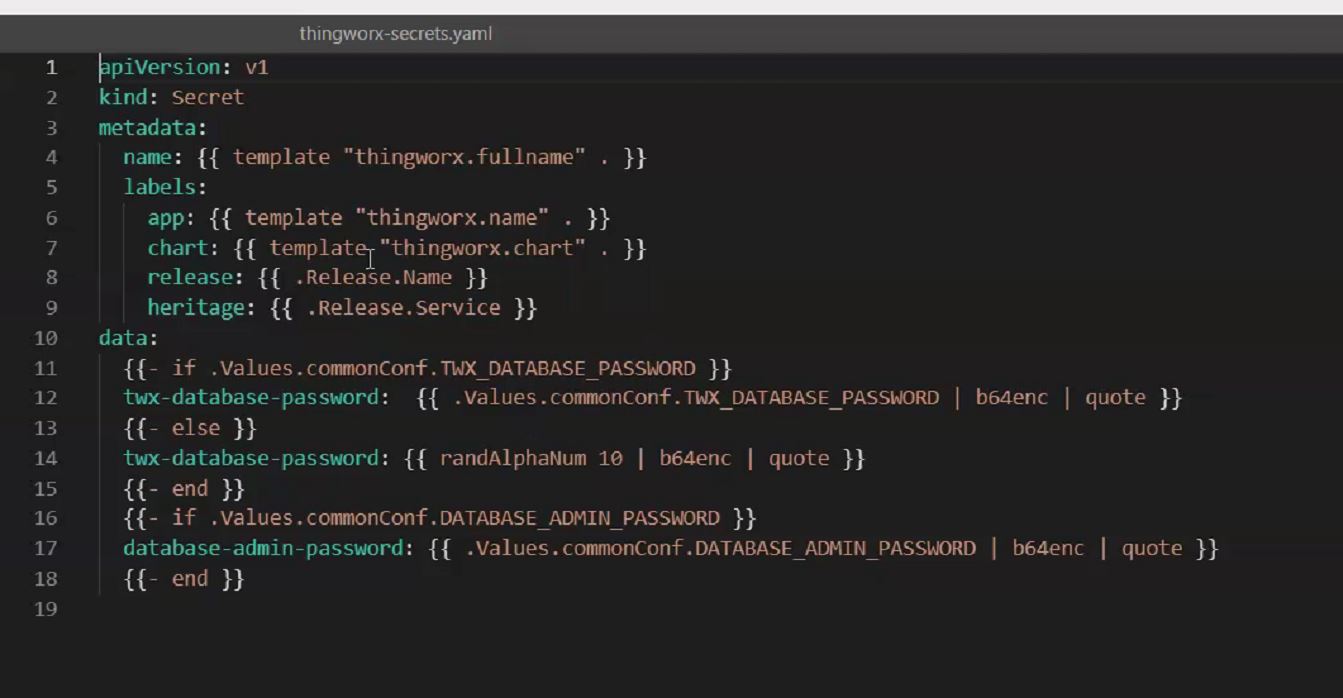 thingworx-secrets.yaml
1 apiVersion: v1
2 kind: Secret
3 metadata:
4 name: {{ template "thingworx.fullname" . }}
5 labels:
6 app: {{ template "thingworx.name" . }}
7 chart: {{ template "thingworx.chart" . }}
8 release: {{ .Release.Name }}
9 heritage: {{ .Release.Service }}
10 data:
11 {{- if .Values.commonConf.TWX_DATABASE_PASSWORD }}
12 twx-database-password:  {{ .Values.commonConf.TWX_DATABASE_PASSWORD | b64enc | quote }}
13 {{- else }}
14 twx-database-password: {{ randAlphaNum 10 | b64enc | quote }}
15 {{- end }}
16 {{- if .Values.commonConf.DATABASE_ADMIN_PASSWORD }}
17 database-admin-password: {{ .Values.commonConf.DATABASE_ADMIN_PASSWORD | b64enc | quote }}
18 {{- end }}
19